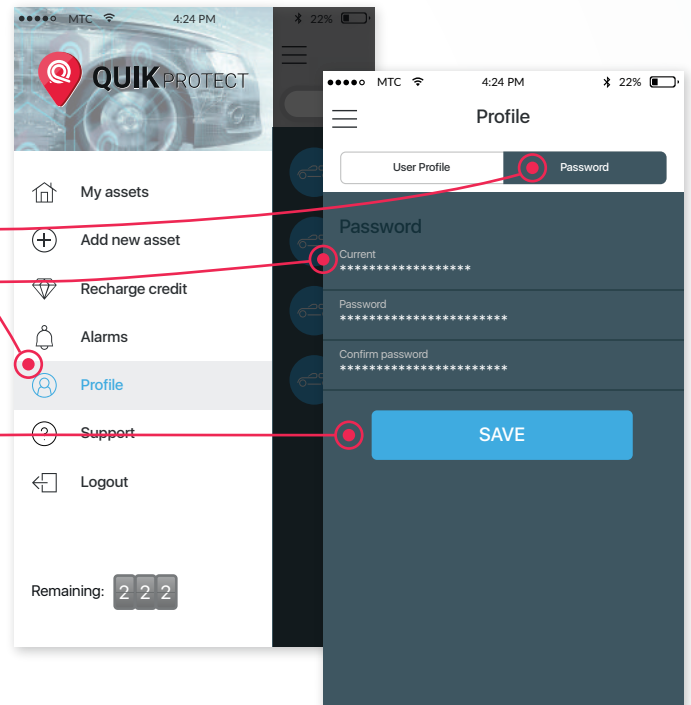 MTC 4:24 PM 22%
QUIKPROTECT
My assets
Add new asset
Recharge credit
Alarms
Profile
Support
Logout
Remaining: 222
MTC 4:24 PM 22%
Profile
User Profile Password
Password
Current
******************
Password
***********************
Confirm password
***********************
SAVE